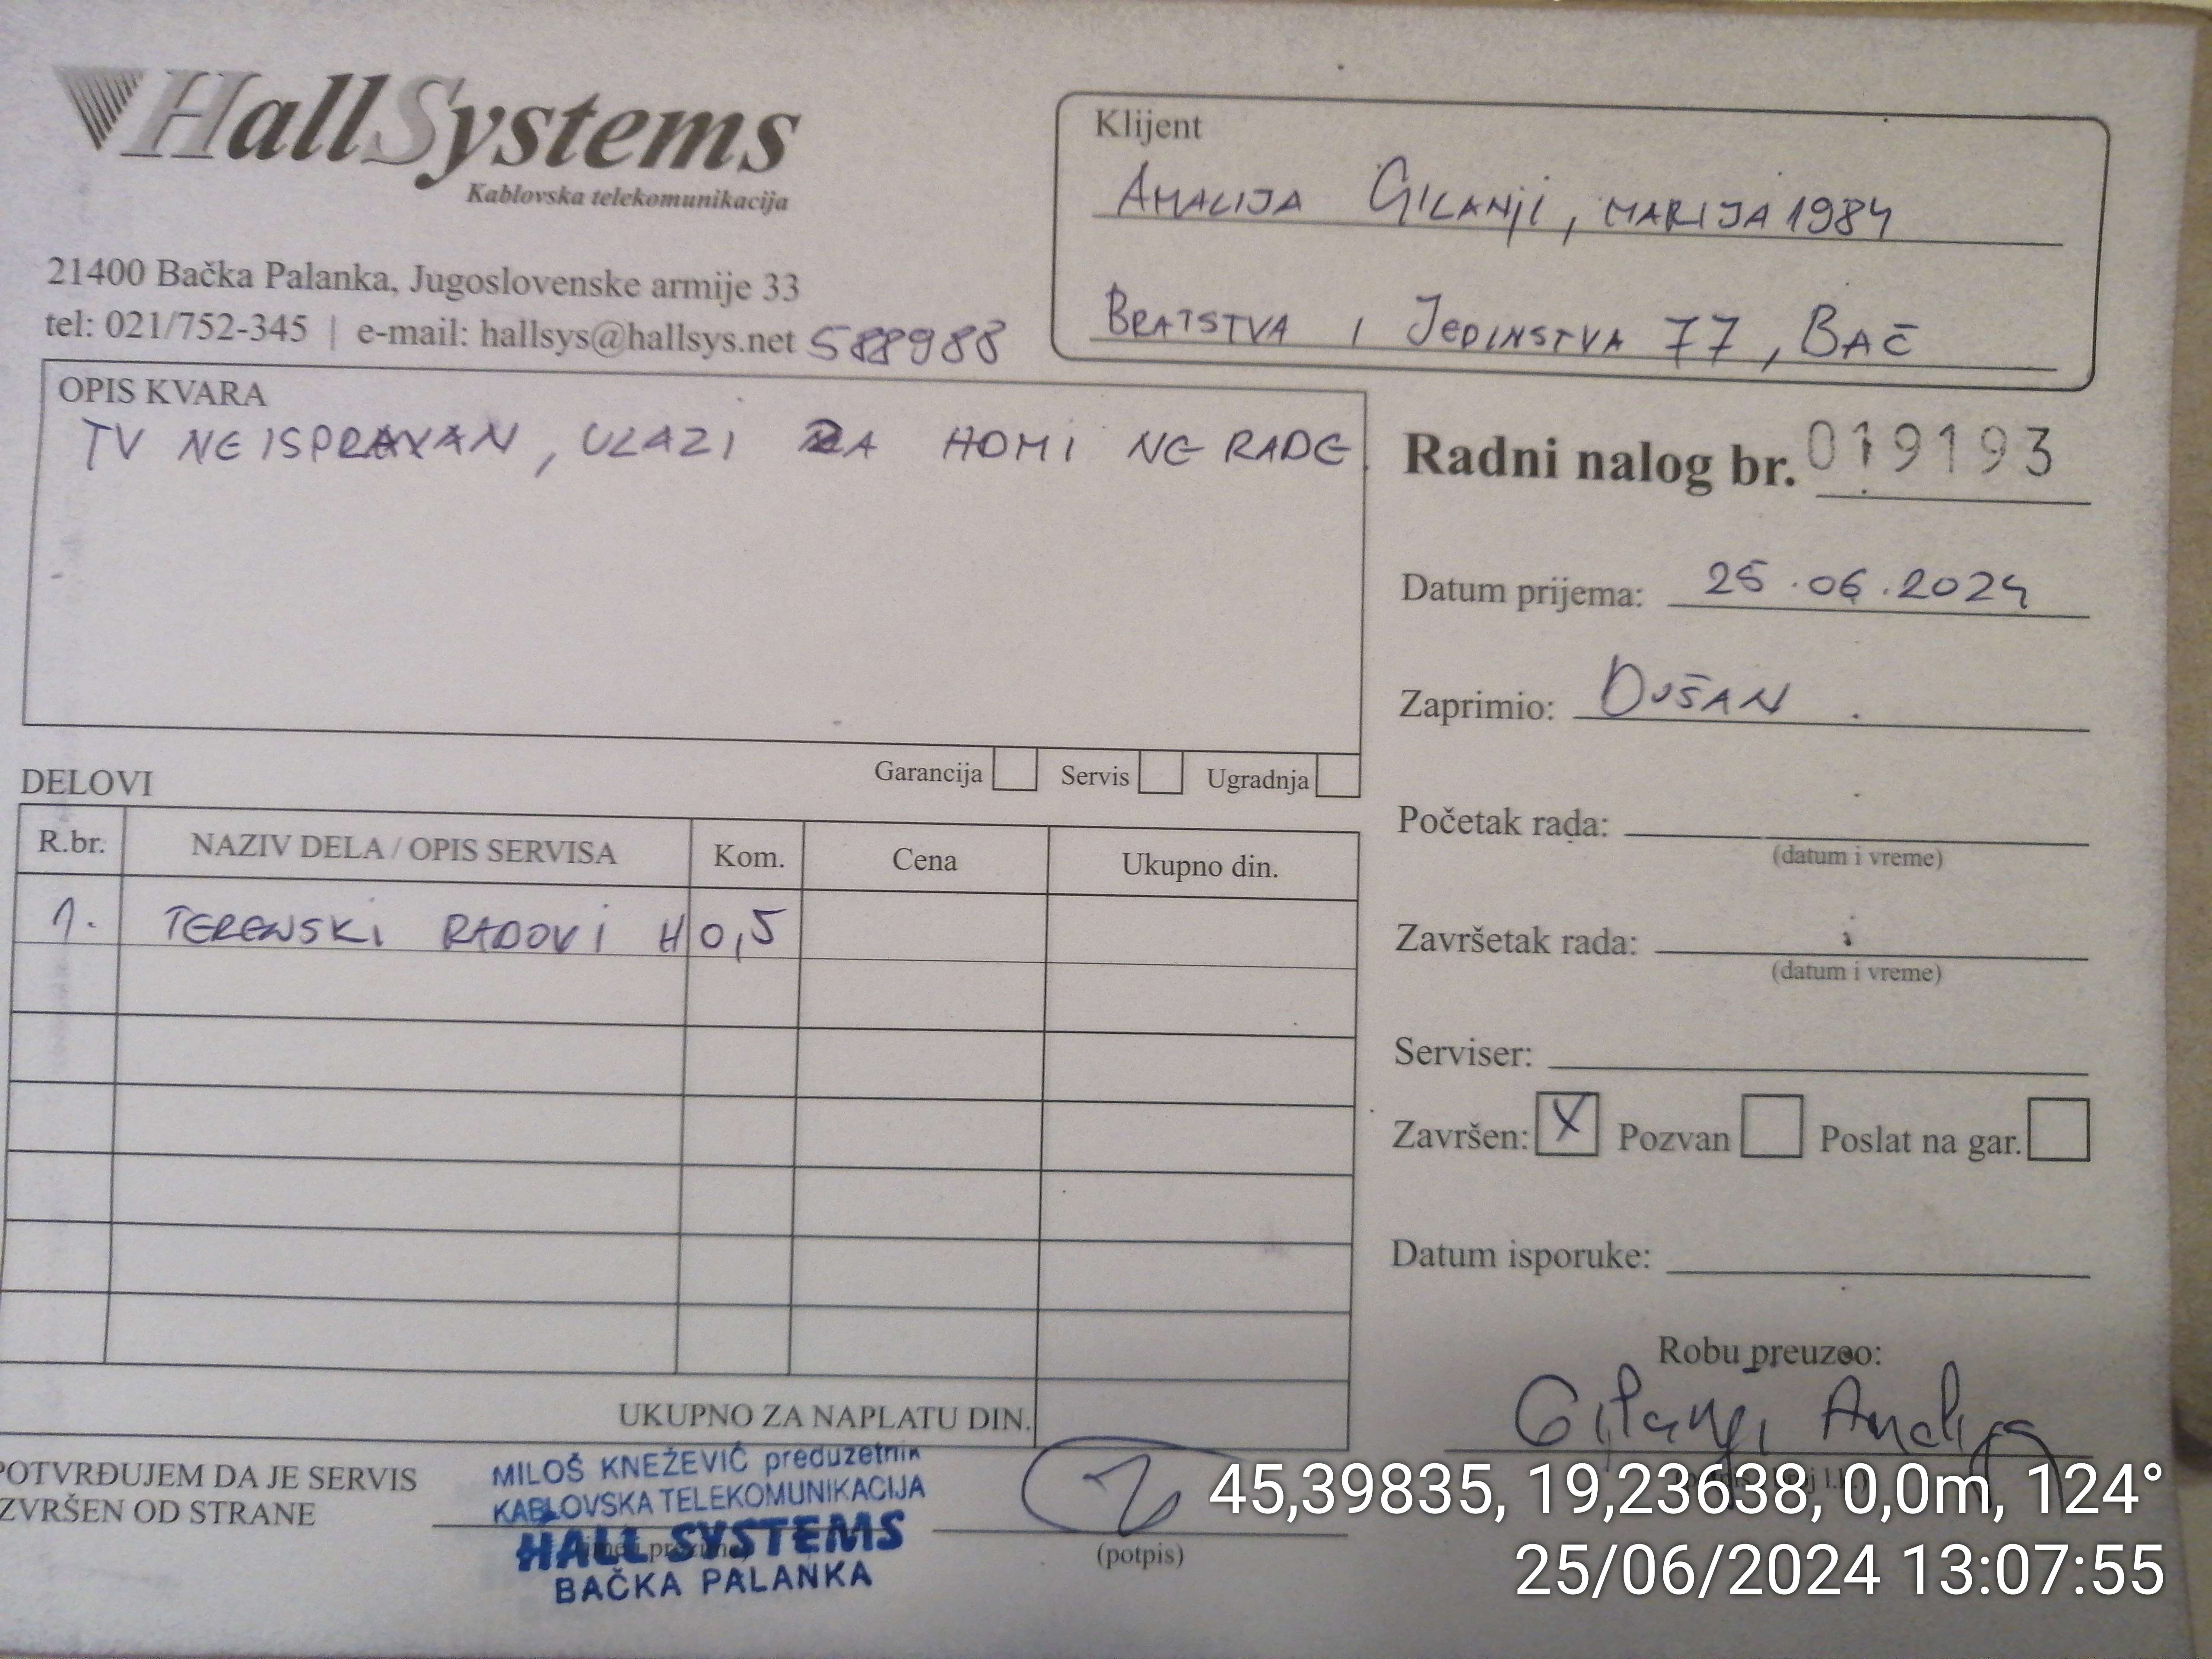 HallSystems
Kablovska telekomunikacija
21400 Bačka Palanka, Jugoslovenske armije 33
tel: 021/752-345 | e-mail: hallsys@hallsys.net 588988
Klijent
AMALIJA GILANJI, MARIJA1984
BRATSTVA I JEDINSTVA 77, BAČ
OPIS KVARA
TV NEISPRAVAN, ULAZI ZA HDMI NE RADE
Garancija Servis Ugradnja
Radni nalog br. 019193
Datum prijema: 25.06.2024
Zaprimio: DUŠAN
Početak rada:
(datum i vreme)
Završetak rada:
(datum i vreme)
Serviser:
Završen: X Pozvan Poslat na gar.
Datum isporuke:
Robu preuzeo:
Gilanji
DELOVI
R.br. NAZIV DELA / OPIS SERVISA Kom. Cena Ukupno din.
1. TERENSKI RADOVI H 0,5
UKUPNO ZA NAPLATU DIN.
POTVRĐUJEM DA JE SERVIS
IZVRŠEN OD STRANE
MILOŠ KNEŽEVIĆ preduzetnik
KABLOVSKA TELEKOMUNIKACIJA
HALL SYSTEMS
BAČKA PALANKA
(potpis)
45,39835, 19,23638, 0,0m, 124°
25/06/2024 13:07:55